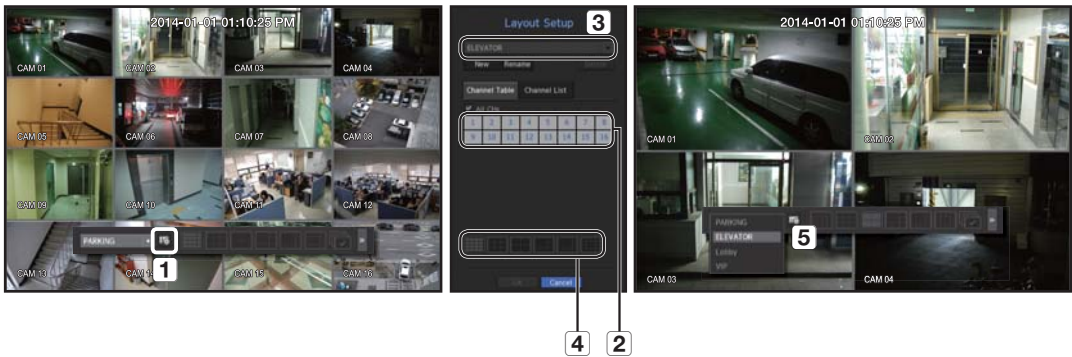 2014-01-01 01:10:25 PM
CAM 01
CAM 02
CAM 03
CAM 04
CAM 05
CAM 06
CAM 07
CAM 08
CAM 09
CAM 10
CAM 11
CAM 12
PARKING
1
CAM 13
CAM 14
CAM 15
CAM 16
Layout Setup
3
ELEVATOR
New Rename
Channel Table Channel List
All CHs
1 2 3 4 5 6 7 8
9 10 11 12 13 14 15 16
OK Cancel
4 2
2014-01-01 01:10:25 PM
CAM 01
CAM 02
PARKING
ELEVATOR
Lobby
VIP
5
CAM 03
CAM 04